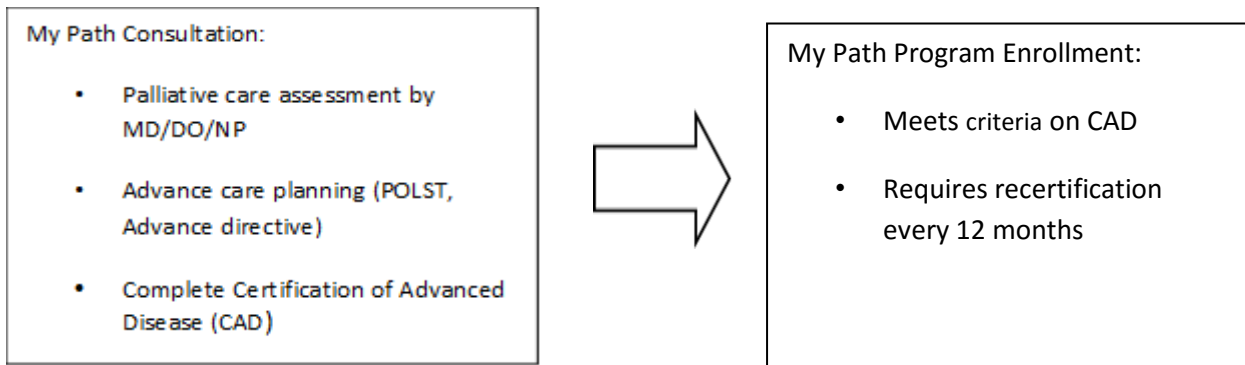 My Path Consultation:
• Palliative care assessment by
MD/DO/NP
• Advance care planning (POLST,
Advance directive)
• Complete Certification of Advanced
Disease (CAD)
My Path Program Enrollment:
• Meets criteria on CAD
• Requires recertification
every 12 months